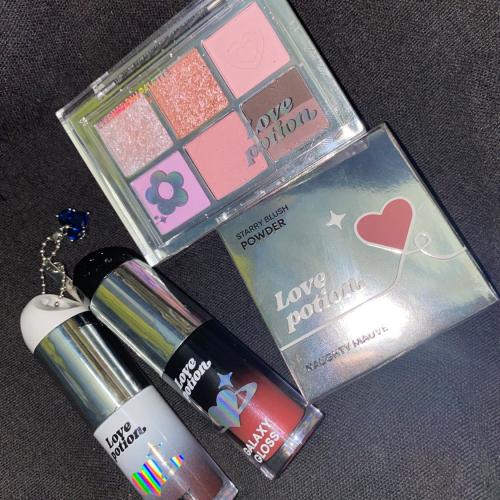 Love
potion.
STARRY BLUSH
POWDER
Love
potion.
NAUGHTY MAUVE
Love
potion.
GALAXY
GLOSS
Love
potion.